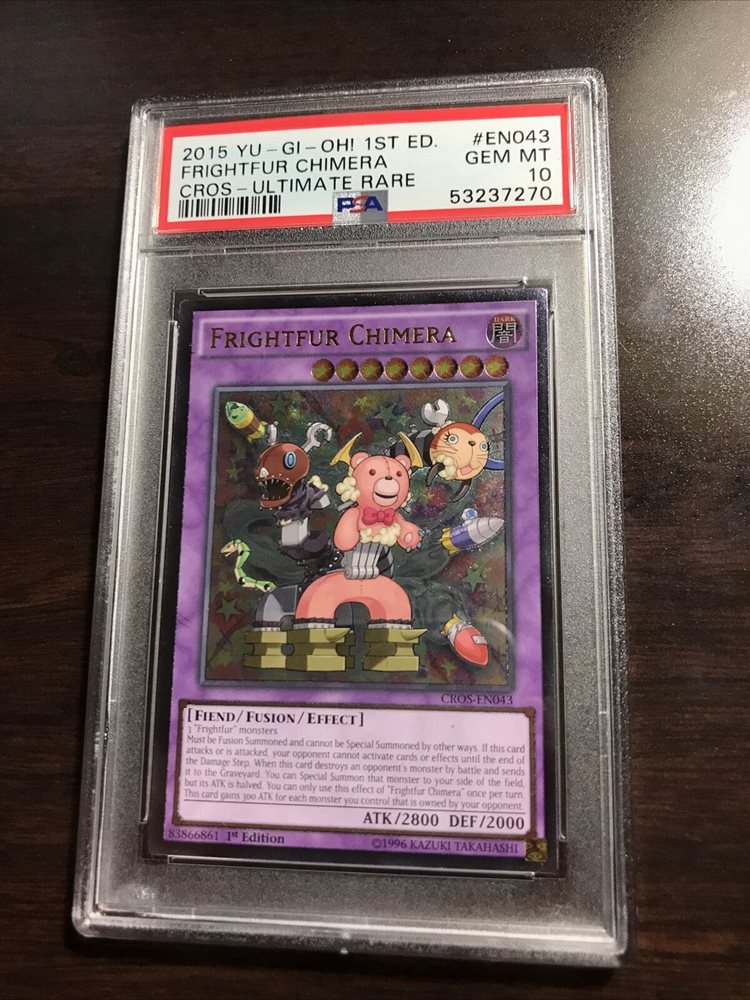 2015 YU-GI-OH! 1ST ED. #EN043
FRIGHTFUR CHIMERA GEM MT
CROS-ULTIMATE RARE 10
PSA 53237270
FRIGHTFUR CHIMERA
DARK
闇
CROS-EN043
[FIEND/FUSION/EFFECT]
3 "Frightfur" monsters
Must be Fusion Summoned and cannot be Special Summoned by other ways. If this card
attacks or is attacked, your opponent cannot activate cards or effects until the end of
the Damage Step. When this card destroys an opponent's monster by battle and sends
it to the Graveyard: You can Special Summon that monster to your side of the field,
but its ATK is halved. You can only use this effect of "Frightfur Chimera" once per turn.
This card gains 300 ATK for each monster you control that is owned by your opponent.
ATK/2800 DEF/2000
83866861 1st Edition ©1996 KAZUKI TAKAHASHI